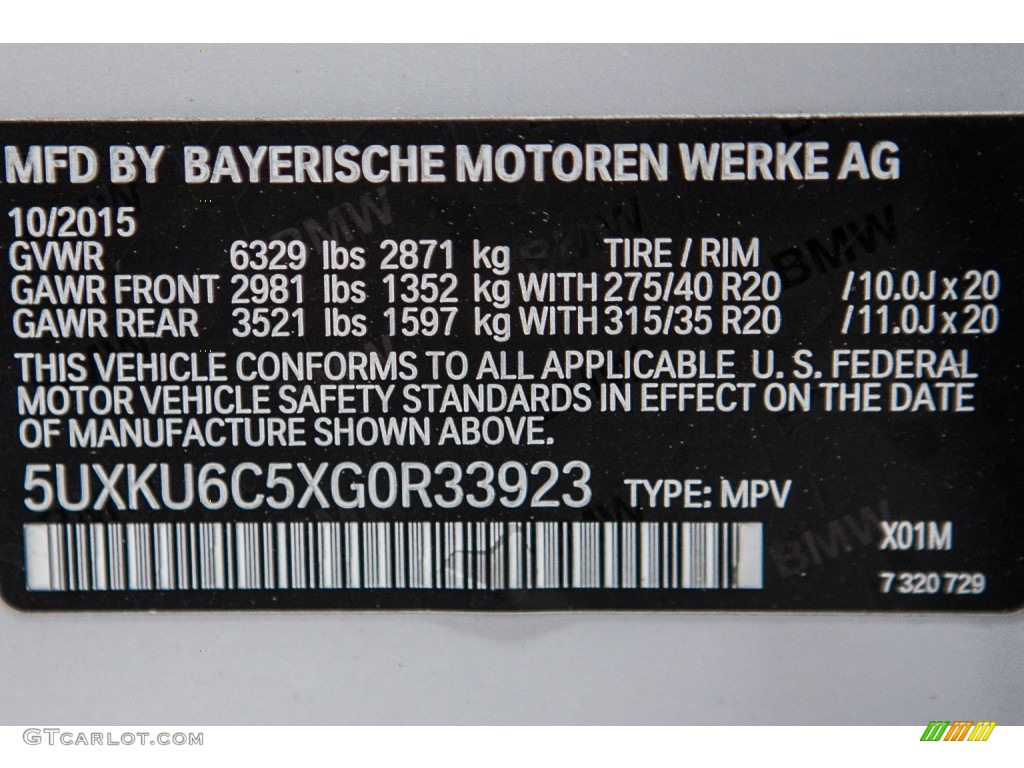 MFD BY BAYERISCHE MOTOREN WERKE AG
10/2015
GVWR 6329 lbs 2871 kg TIRE / RIM
GAWR FRONT 2981 lbs 1352 kg WITH 275/40 R20 /10.0J x 20
GAWR REAR 3521 lbs 1597 kg WITH 315/35 R20 /11.0J x 20
THIS VEHICLE CONFORMS TO ALL APPLICABLE U. S. FEDERAL
MOTOR VEHICLE SAFETY STANDARDS IN EFFECT ON THE DATE
OF MANUFACTURE SHOWN ABOVE.
5UXKU6C5XG0R33923 TYPE: MPV
X01M
7 320 729
BMW
BMW
BMW
GTCARLOT.COM